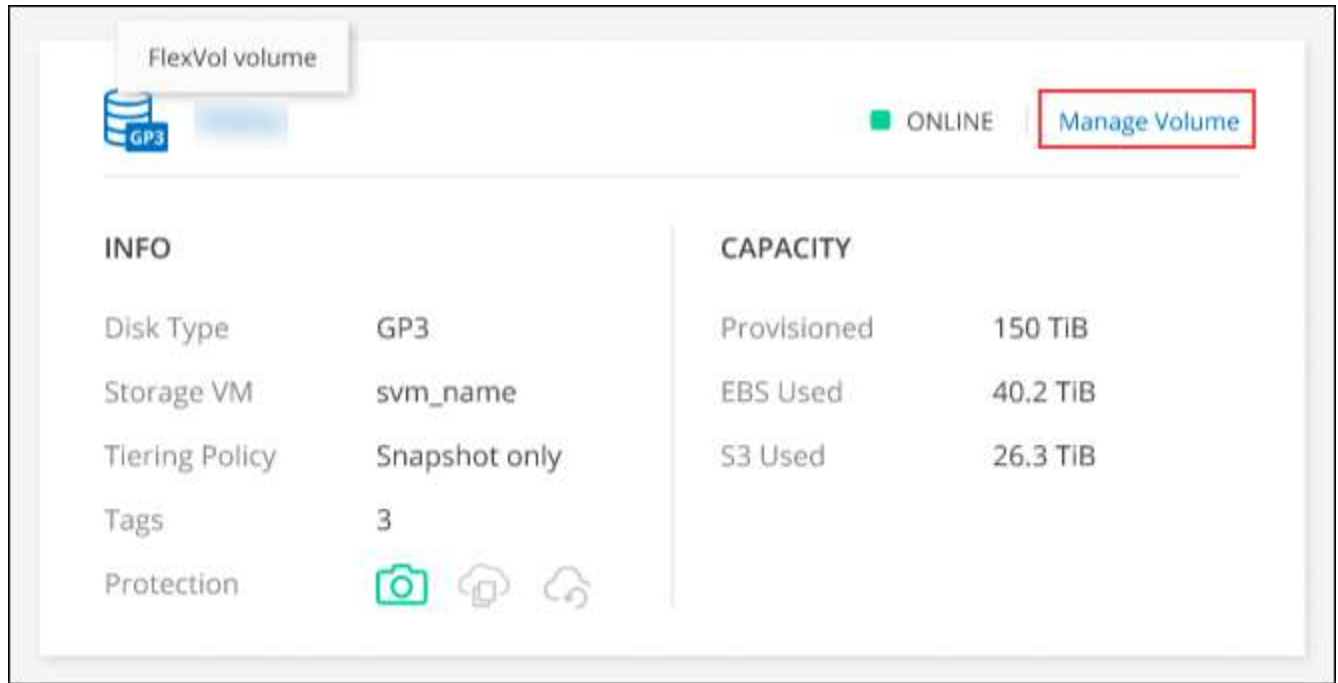 FlexVol volume
GP3
ONLINE
Manage Volume
INFO
Disk Type GP3
Storage VM svm_name
Tiering Policy Snapshot only
Tags 3
Protection
CAPACITY
Provisioned 150 TiB
EBS Used 40.2 TiB
S3 Used 26.3 TiB